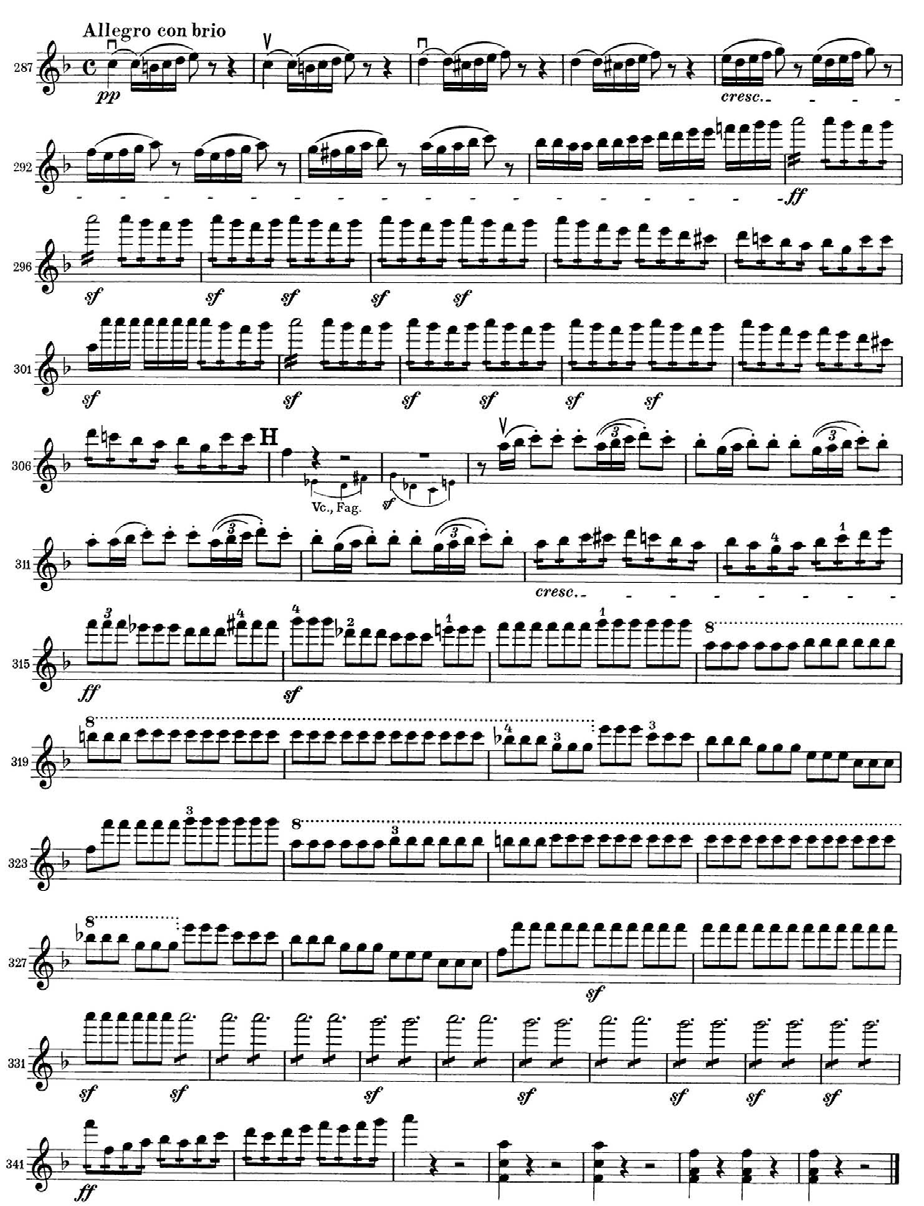 Allegro con brio
287
pp
cresc.
292
ff
296
sf sf sf sf sf
301
sf sf sf sf sf
H
306
3 3
Vc., Fag.
sf
3 3
311
4 1
cresc.
3 4 4 2 1 1 8
315
ff sf
8 4 3 3
319
3 8 3
323
8
327
sf
331
sf sf sf sf sf sf sf
341
ff